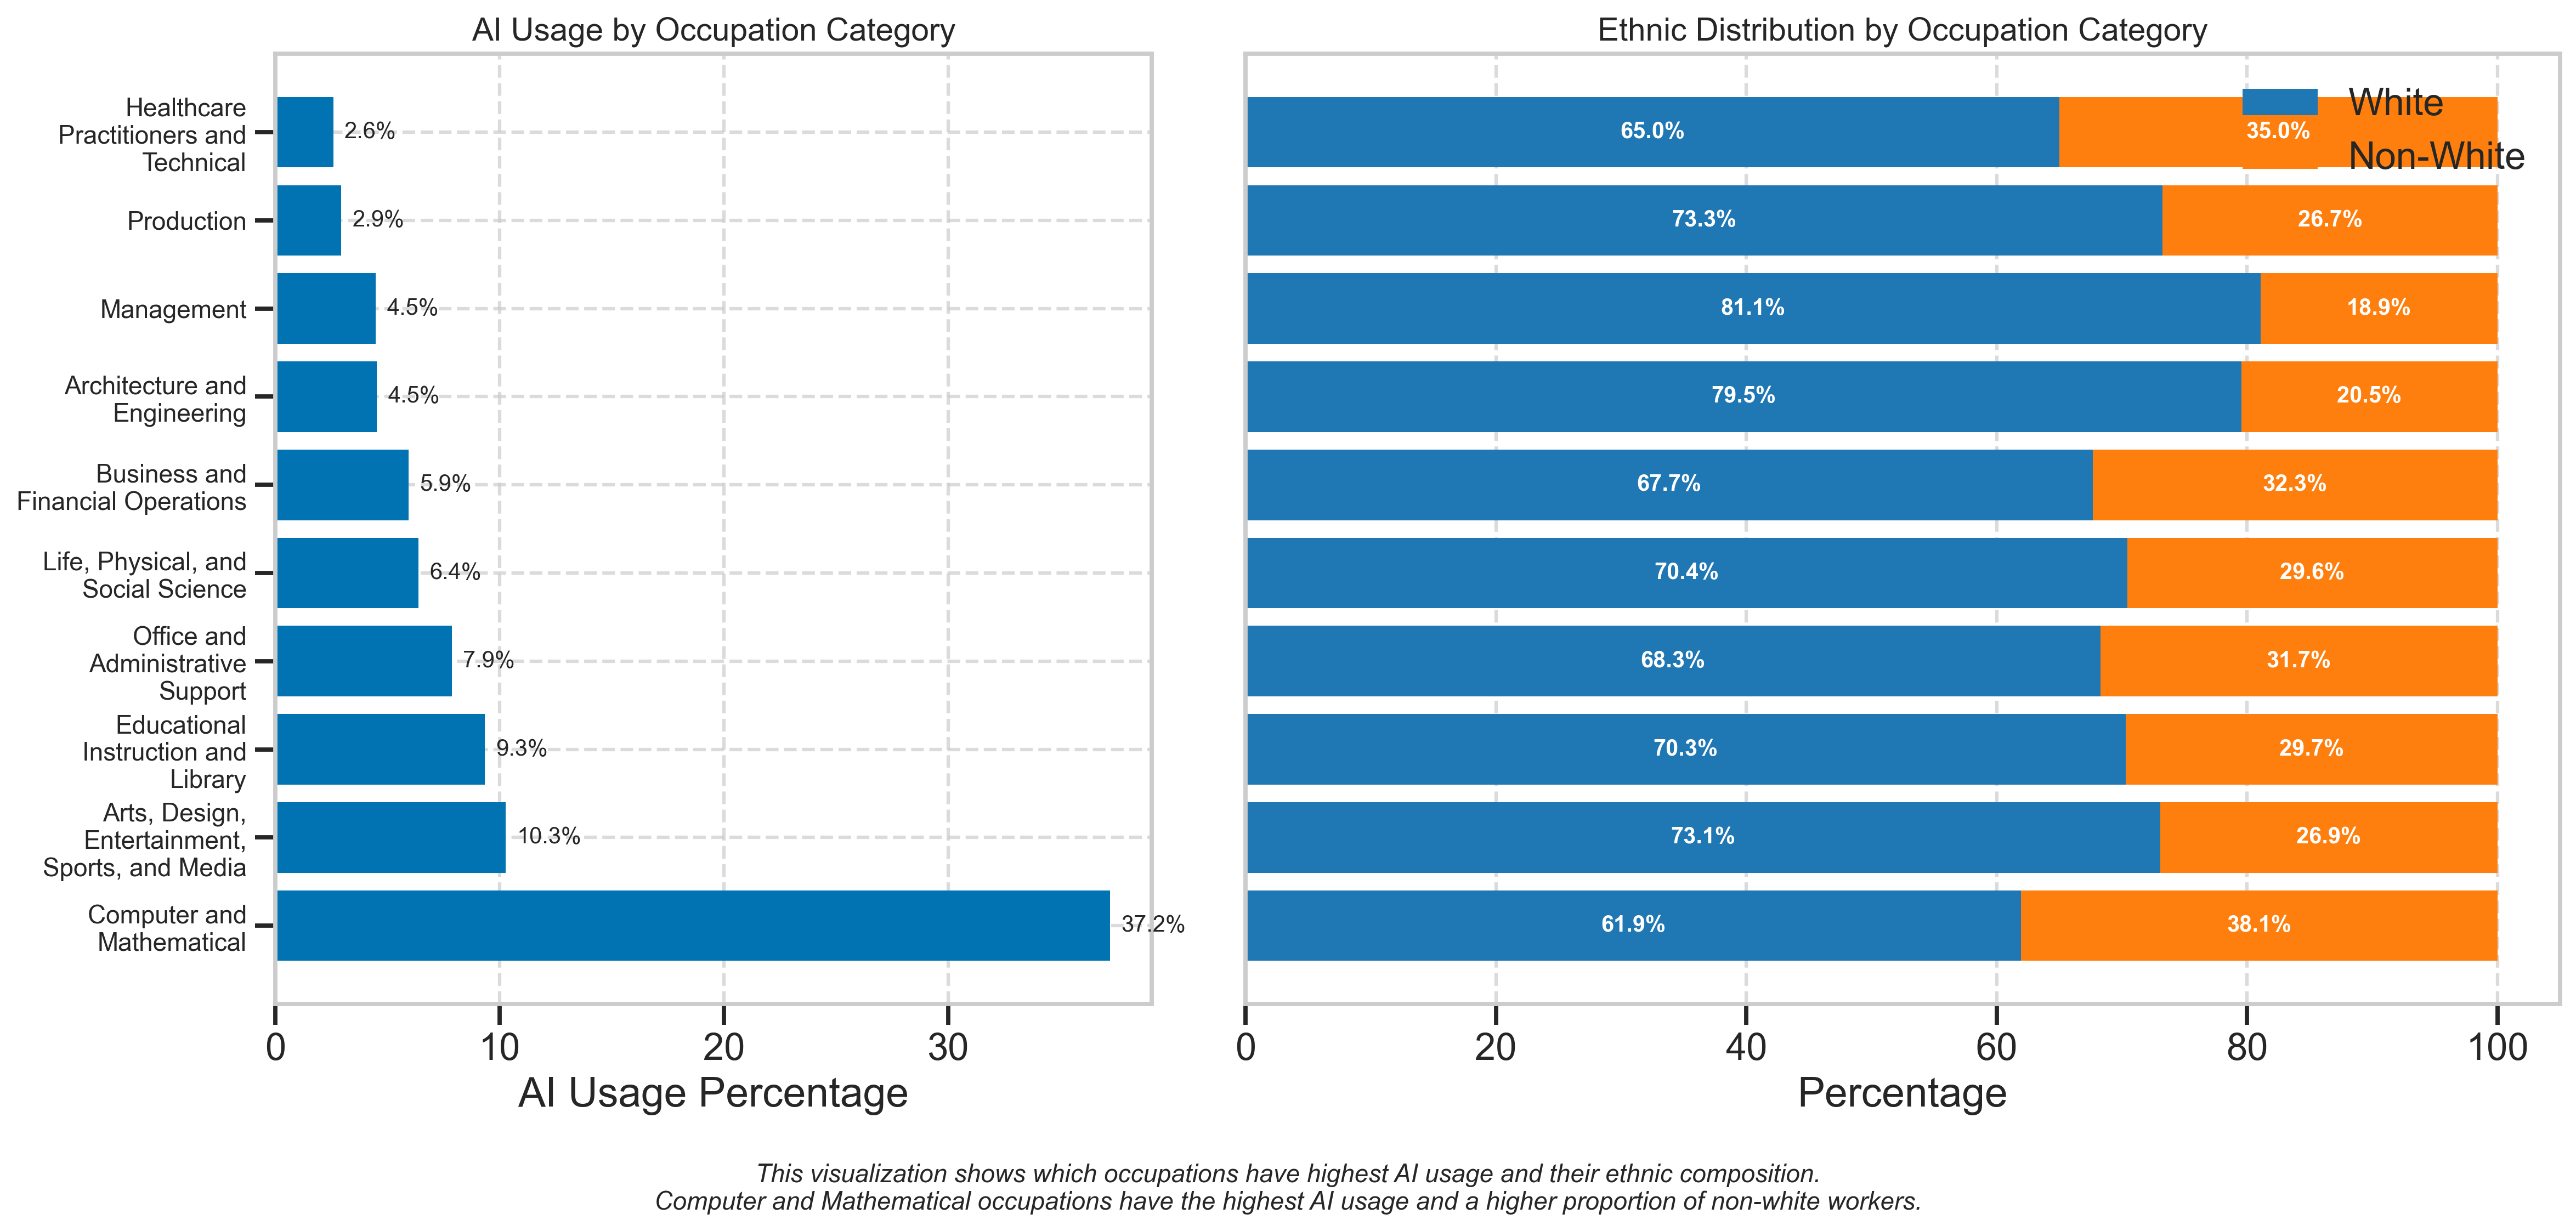 AI Usage by Occupation Category
Healthcare
Practitioners and
Technical
2.6%
Production
2.9%
Management
4.5%
Architecture and
Engineering
4.5%
Business and
Financial Operations
5.9%
Life, Physical, and
Social Science
6.4%
Office and
Administrative
Support
7.9%
Educational
Instruction and
Library
9.3%
Arts, Design,
Entertainment,
Sports, and Media
10.3%
Computer and
Mathematical
37.2%
0 10 20 30
AI Usage Percentage
Ethnic Distribution by Occupation Category
White
Non-White
65.0% 35.0%
73.3% 26.7%
81.1% 18.9%
79.5% 20.5%
67.7% 32.3%
70.4% 29.6%
68.3% 31.7%
70.3% 29.7%
73.1% 26.9%
61.9% 38.1%
0 20 40 60 80 100
Percentage
This visualization shows which occupations have highest AI usage and their ethnic composition.
Computer and Mathematical occupations have the highest AI usage and a higher proportion of non-white workers.